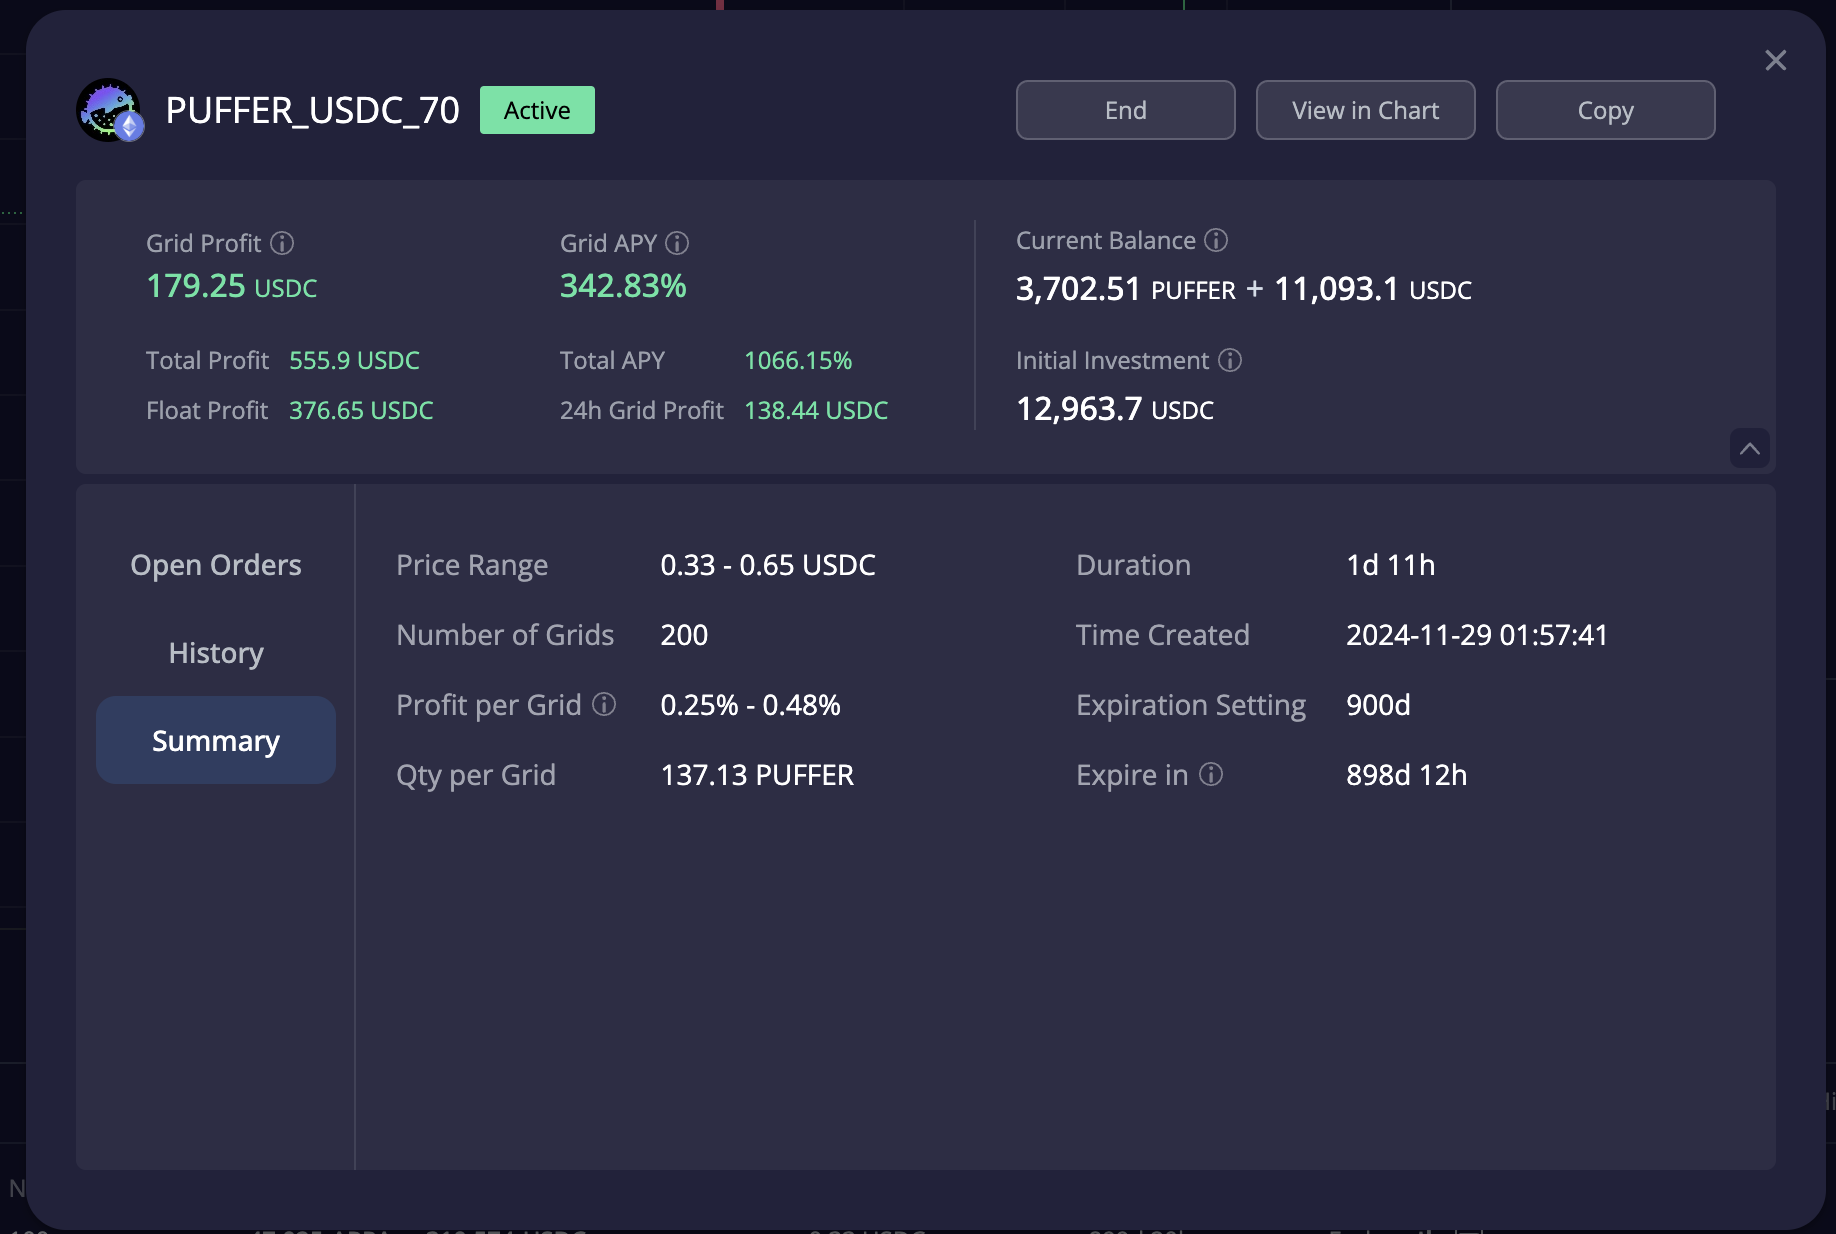 PUFFER_USDC_70 Active End View in Chart Copy
Grid Profit Grid APY Current Balance
179.25 USDC 342.83% 3,702.51 PUFFER + 11,093.1 USDC
Total Profit 555.9 USDC Total APY 1066.15% Initial Investment
Float Profit 376.65 USDC 24h Grid Profit 138.44 USDC 12,963.7 USDC
Open Orders
History
Summary
Price Range 0.33 - 0.65 USDC Duration 1d 11h
Number of Grids 200 Time Created 2024-11-29 01:57:41
Profit per Grid 0.25% - 0.48% Expiration Setting 900d
Qty per Grid 137.13 PUFFER Expire in 898d 12h